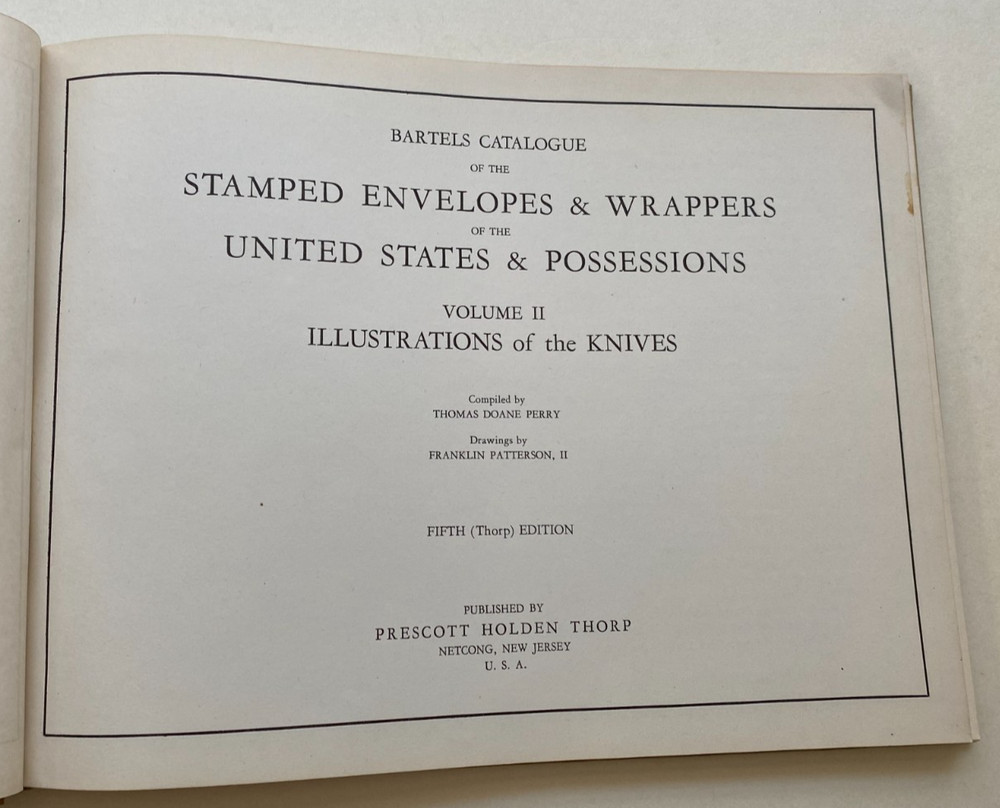 BARTELS CATALOGUE
OF THE
STAMPED ENVELOPES & WRAPPERS
OF THE
UNITED STATES & POSSESSIONS
VOLUME II
ILLUSTRATIONS of the KNIVES
Compiled by
THOMAS DOANE PERRY
Drawings by
FRANKLIN PATTERSON, II
FIFTH (Thorp) EDITION
PUBLISHED BY
PRESCOTT HOLDEN THORP
NETCONG, NEW JERSEY
U. S. A.